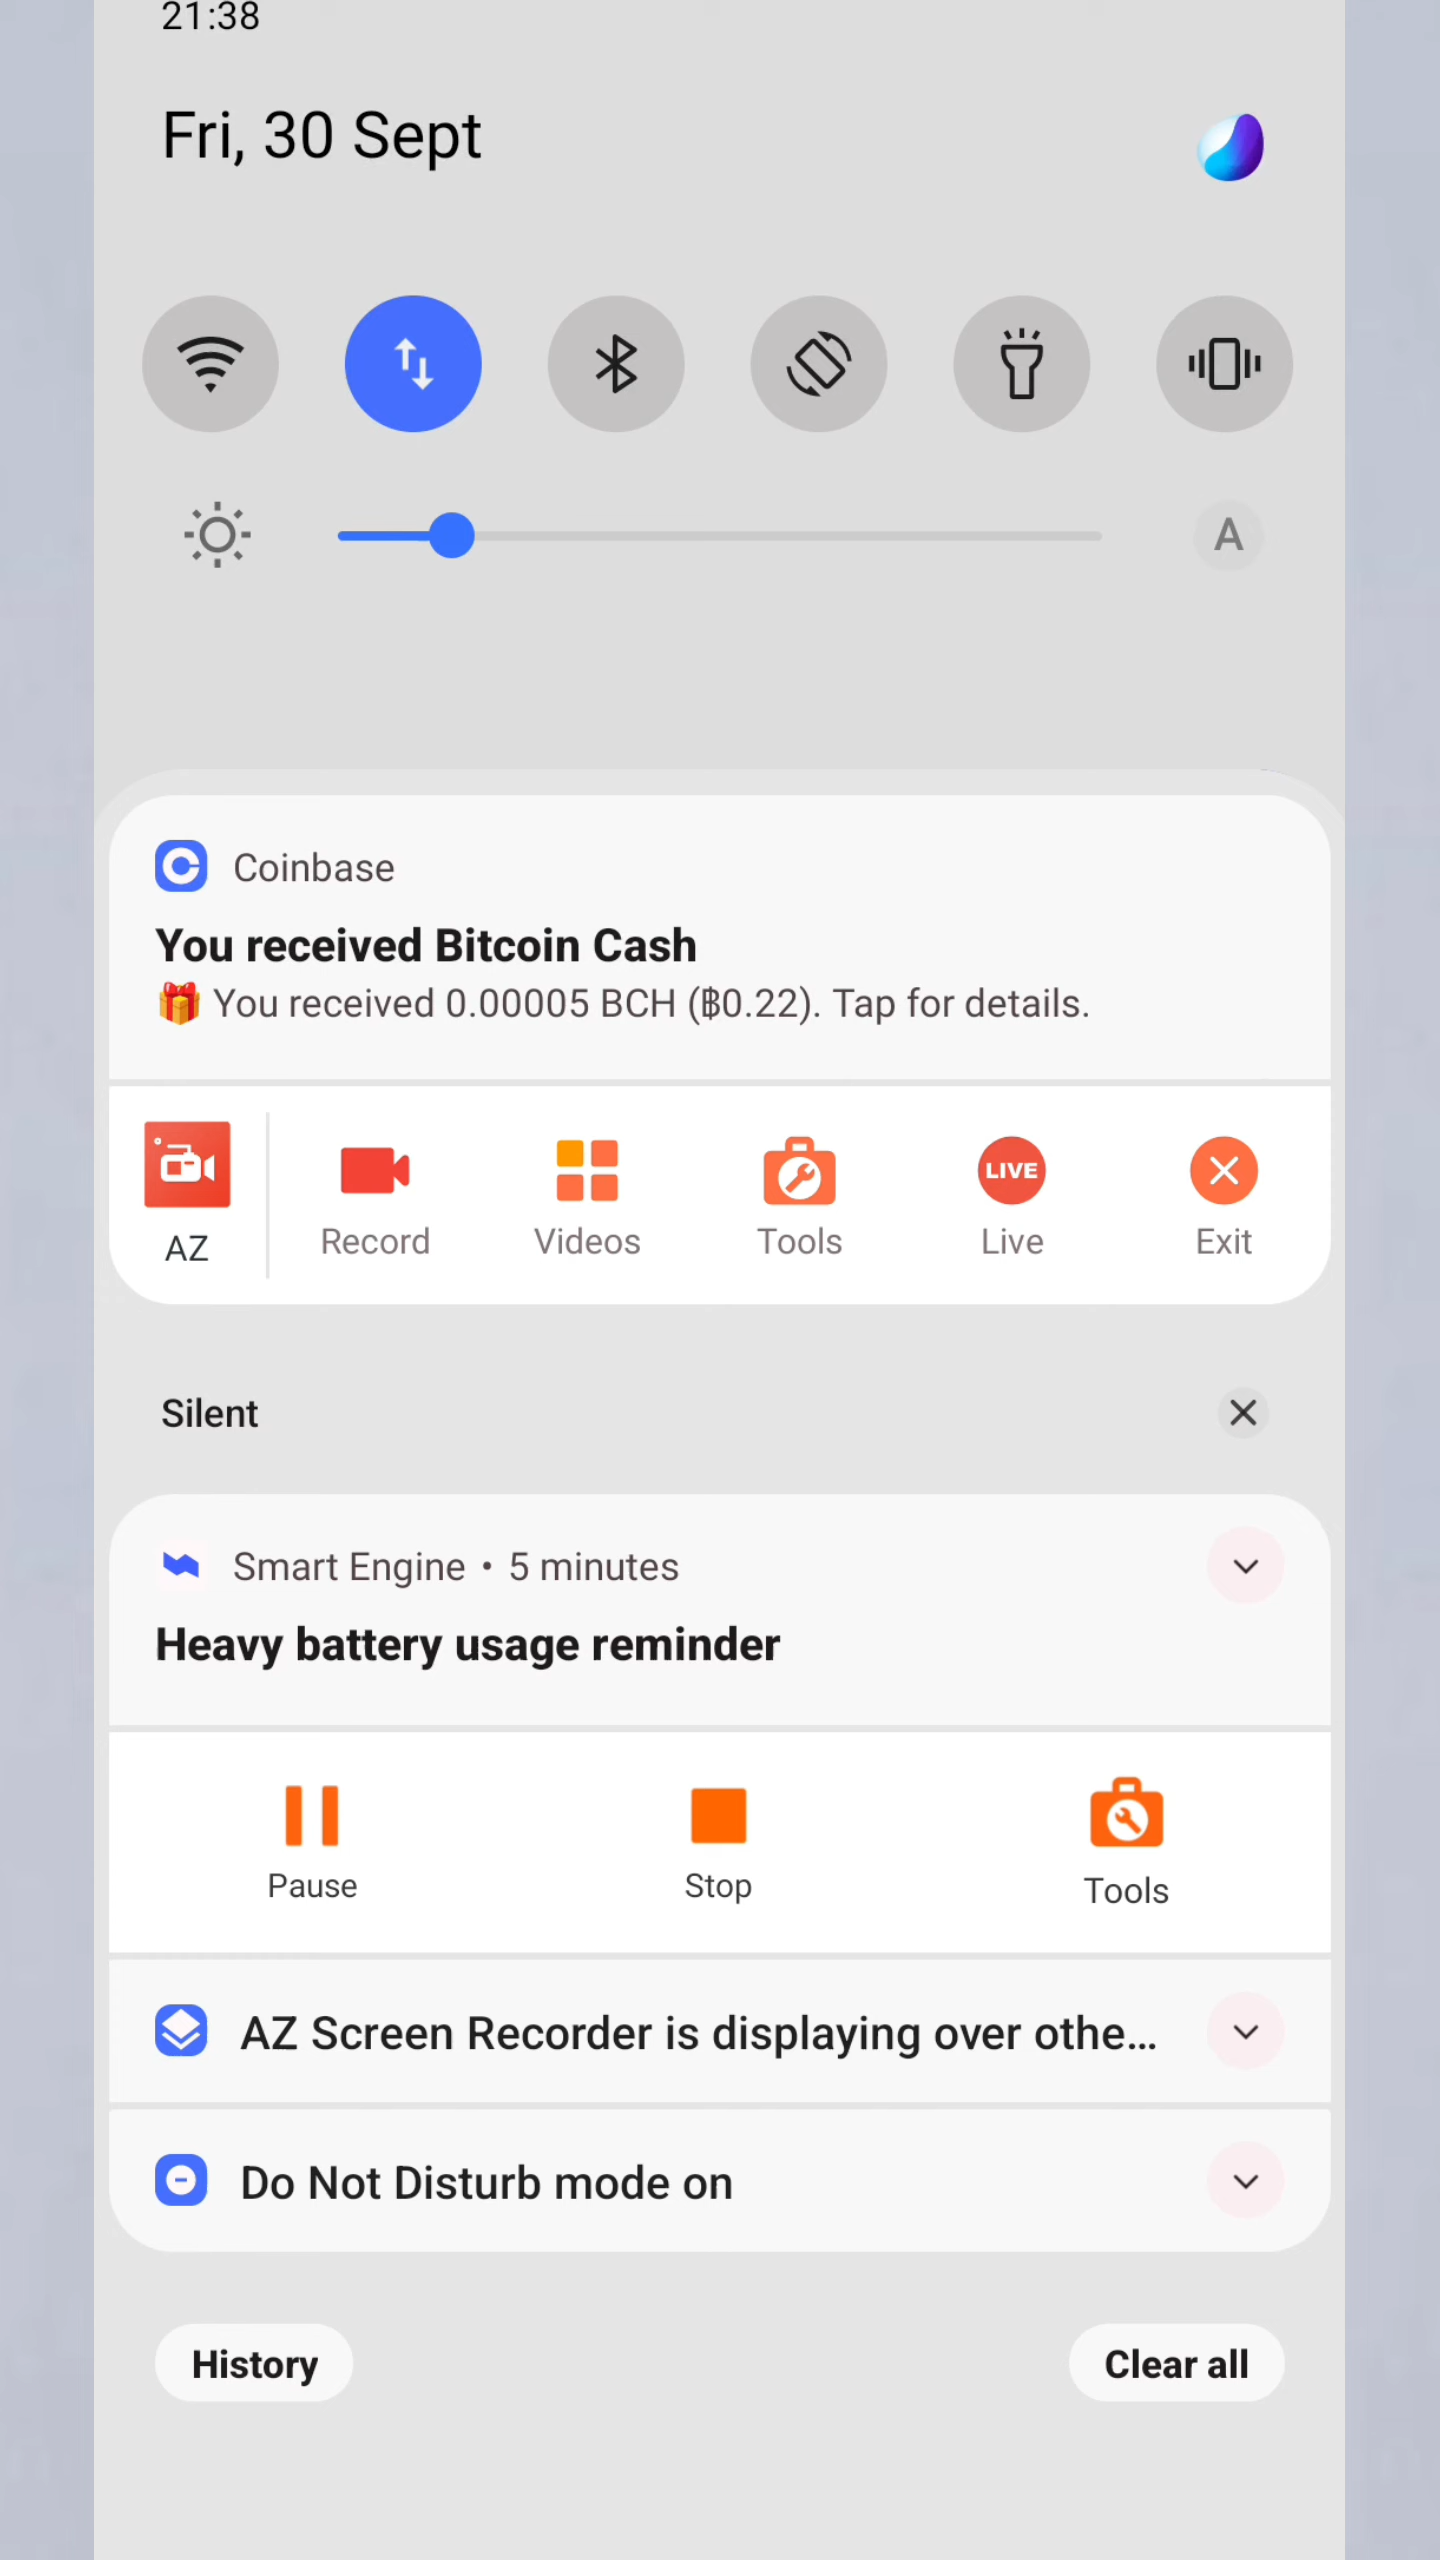 21:38
Fri, 30 Sept
A
Coinbase
You received Bitcoin Cash
🎁 You received 0.00005 BCH (฿0.22). Tap for details.
AZ
Record
Videos
Tools
LIVE
Live
Exit
Silent
Smart Engine • 5 minutes
Heavy battery usage reminder
Pause
Stop
Tools
AZ Screen Recorder is displaying over othe...
Do Not Disturb mode on
History
Clear all